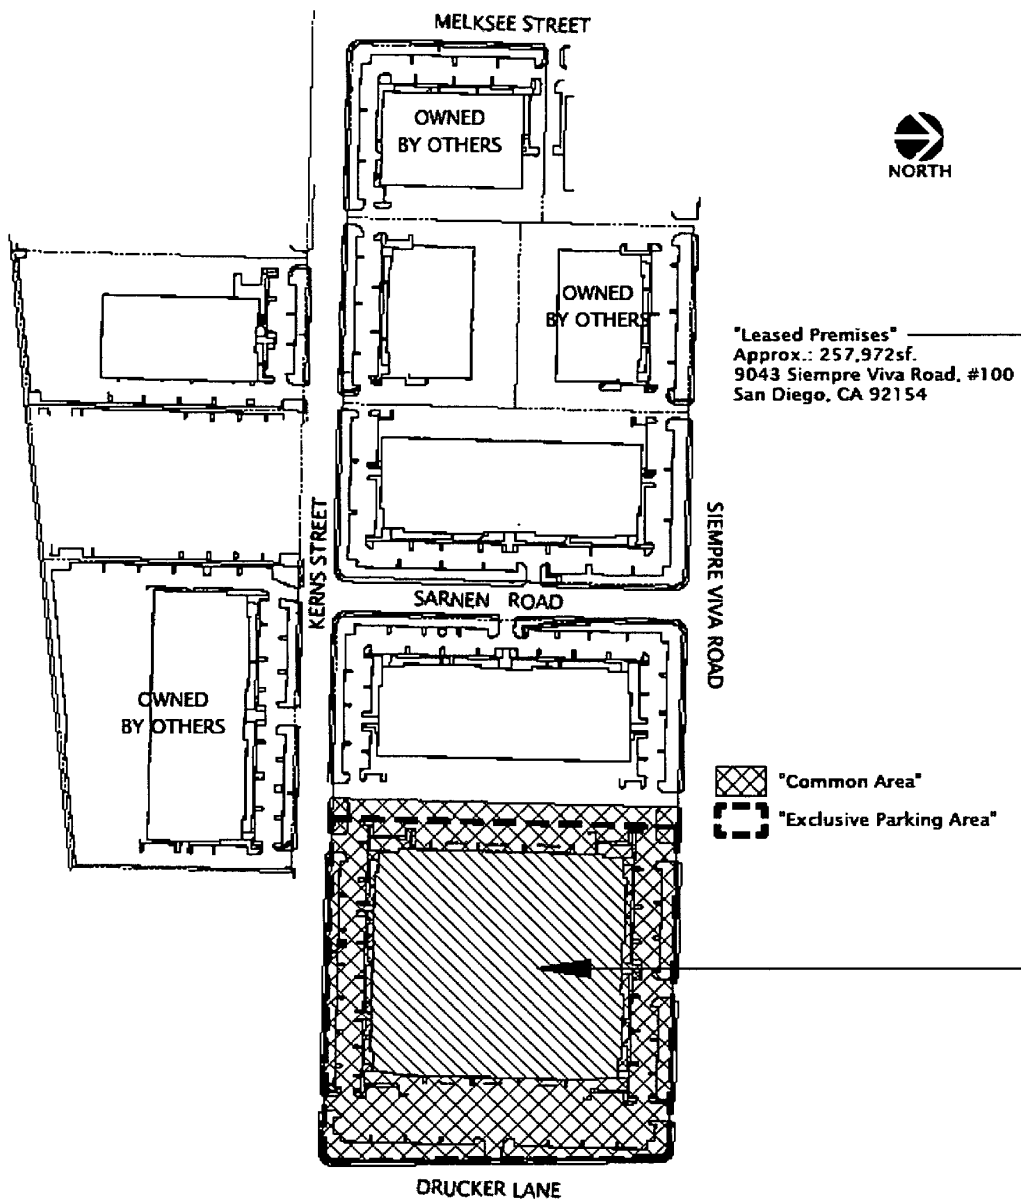 MELKSEE STREET
OWNED
BY OTHERS
NORTH
OWNED
BY OTHERS
"Leased Premises"
Approx.: 257,972sf.
9043 Siempre Viva Road, #100
San Diego, CA 92154
KERNS STREET
SIEMPRE VIVA ROAD
SARNEN ROAD
OWNED
BY OTHERS
"Common Area"
"Exclusive Parking Area"
DRUCKER LANE